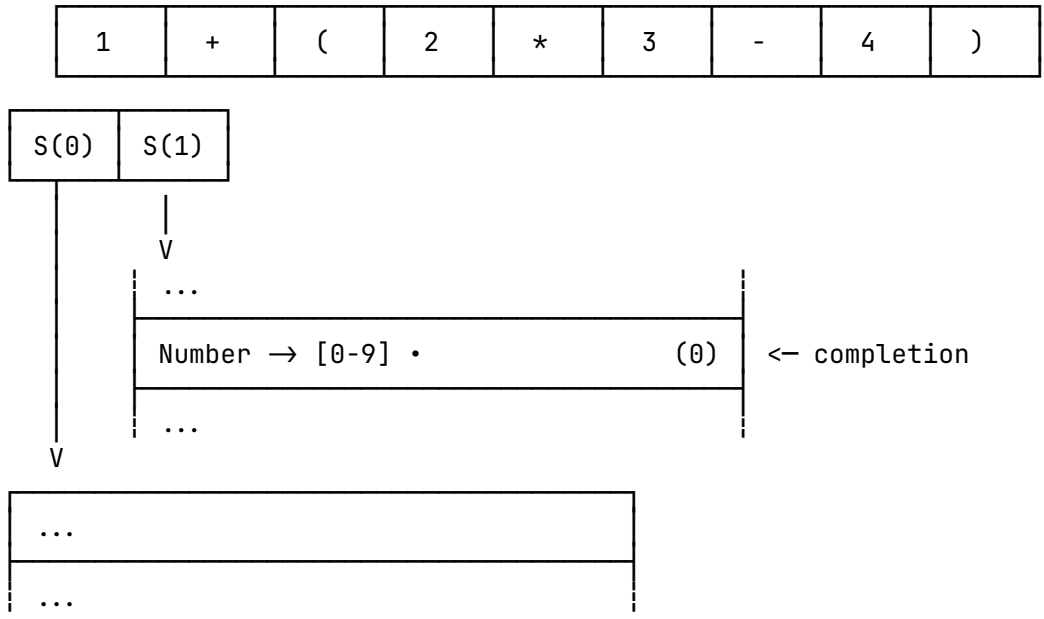 1 + ( 2 * 3 - 4 )
S(0) S(1)
V
...
Number → [0-9] • (0) <─ completion
...
V
...
...